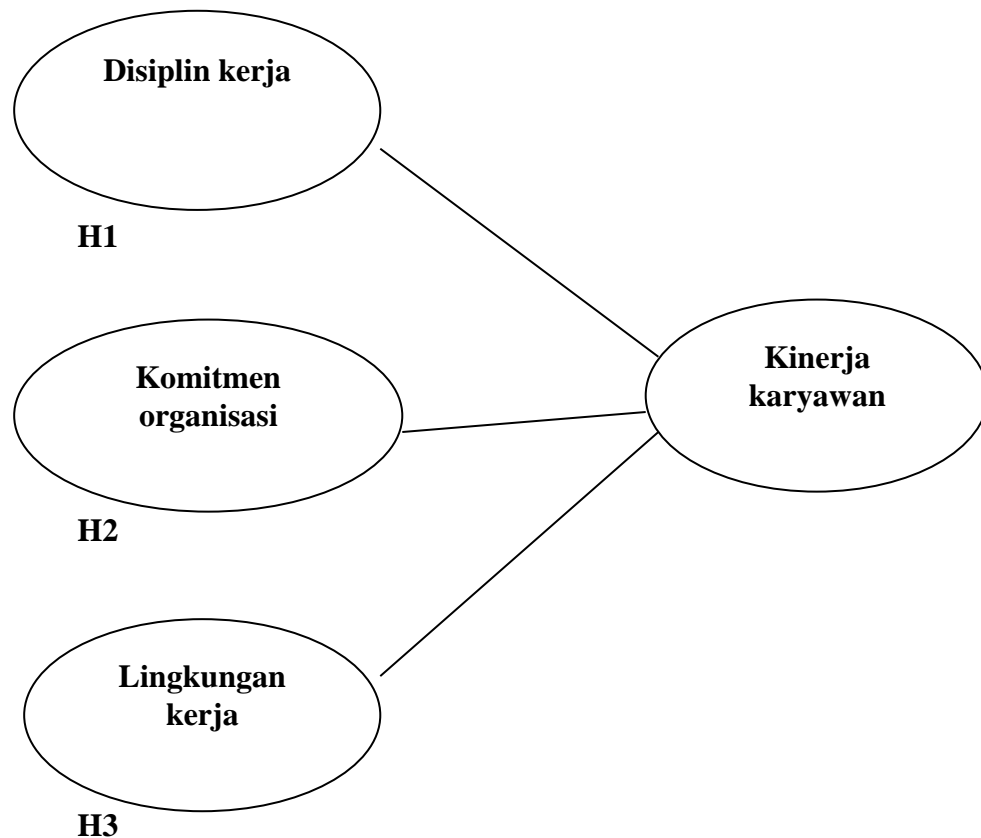 Disiplin kerja
H1
Komitmen
organisasi
H2
Lingkungan
kerja
H3
Kinerja
karyawan